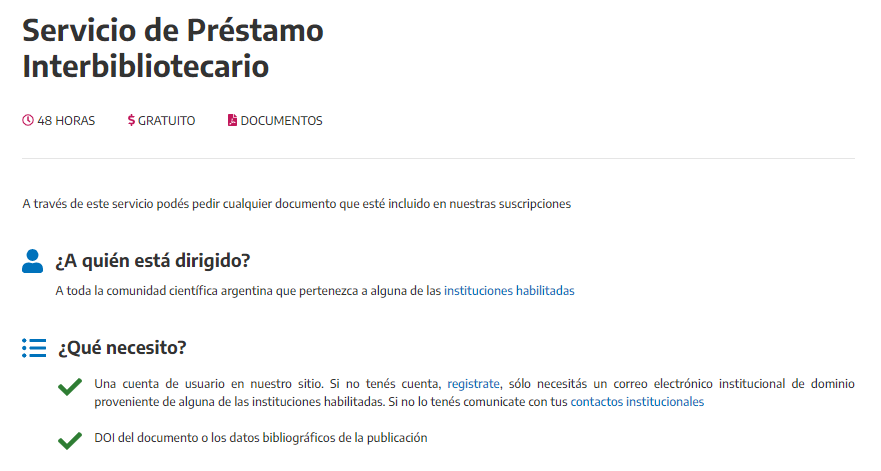 Servicio de Préstamo
Interbibliotecario
48 HORAS $ GRATUITO DOCUMENTOS
A través de este servicio podés pedir cualquier documento que esté incluido en nuestras suscripciones
¿A quién está dirigido?
A toda la comunidad científica argentina que pertenezca a alguna de las instituciones habilitadas
¿Qué necesito?
Una cuenta de usuario en nuestro sitio. Si no tenés cuenta, registrate, sólo necesitás un correo electrónico institucional de dominio
proveniente de alguna de las instituciones habilitadas. Si no lo tenés comunicate con tus contactos institucionales
DOI del documento o los datos bibliográficos de la publicación